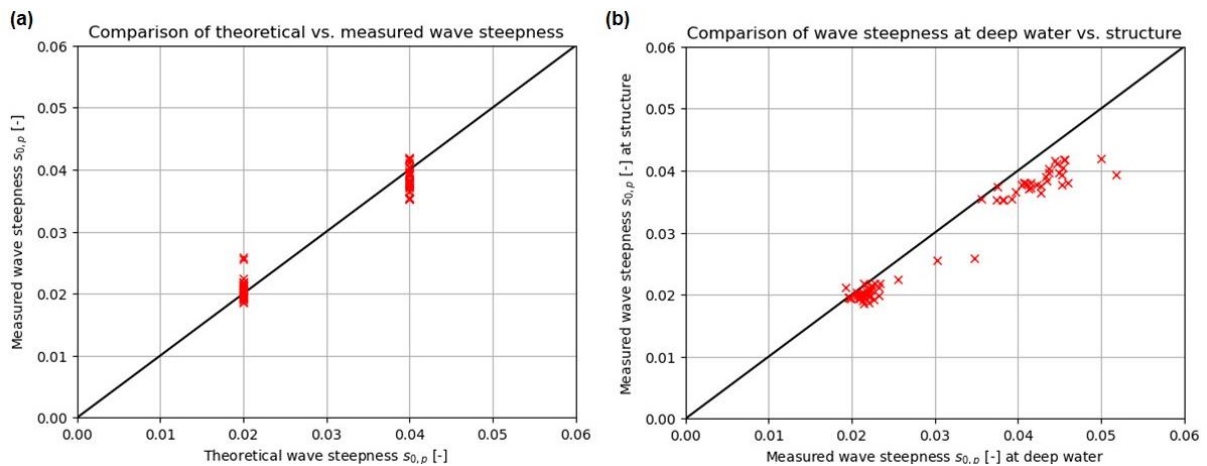 (a)
Comparison of theoretical vs. measured wave steepness
Measured wave steepness s0,p [-]
0.06
0.05
0.04
0.03
0.02
0.01
0.00
0.00 0.01 0.02 0.03 0.04 0.05 0.06
Theoretical wave steepness s0,p [-]
(b)
Comparison of wave steepness at deep water vs. structure
Measured wave steepness s0,p [-] at structure
0.06
0.05
0.04
0.03
0.02
0.01
0.00
0.00 0.01 0.02 0.03 0.04 0.05 0.06
Measured wave steepness s0,p [-] at deep water